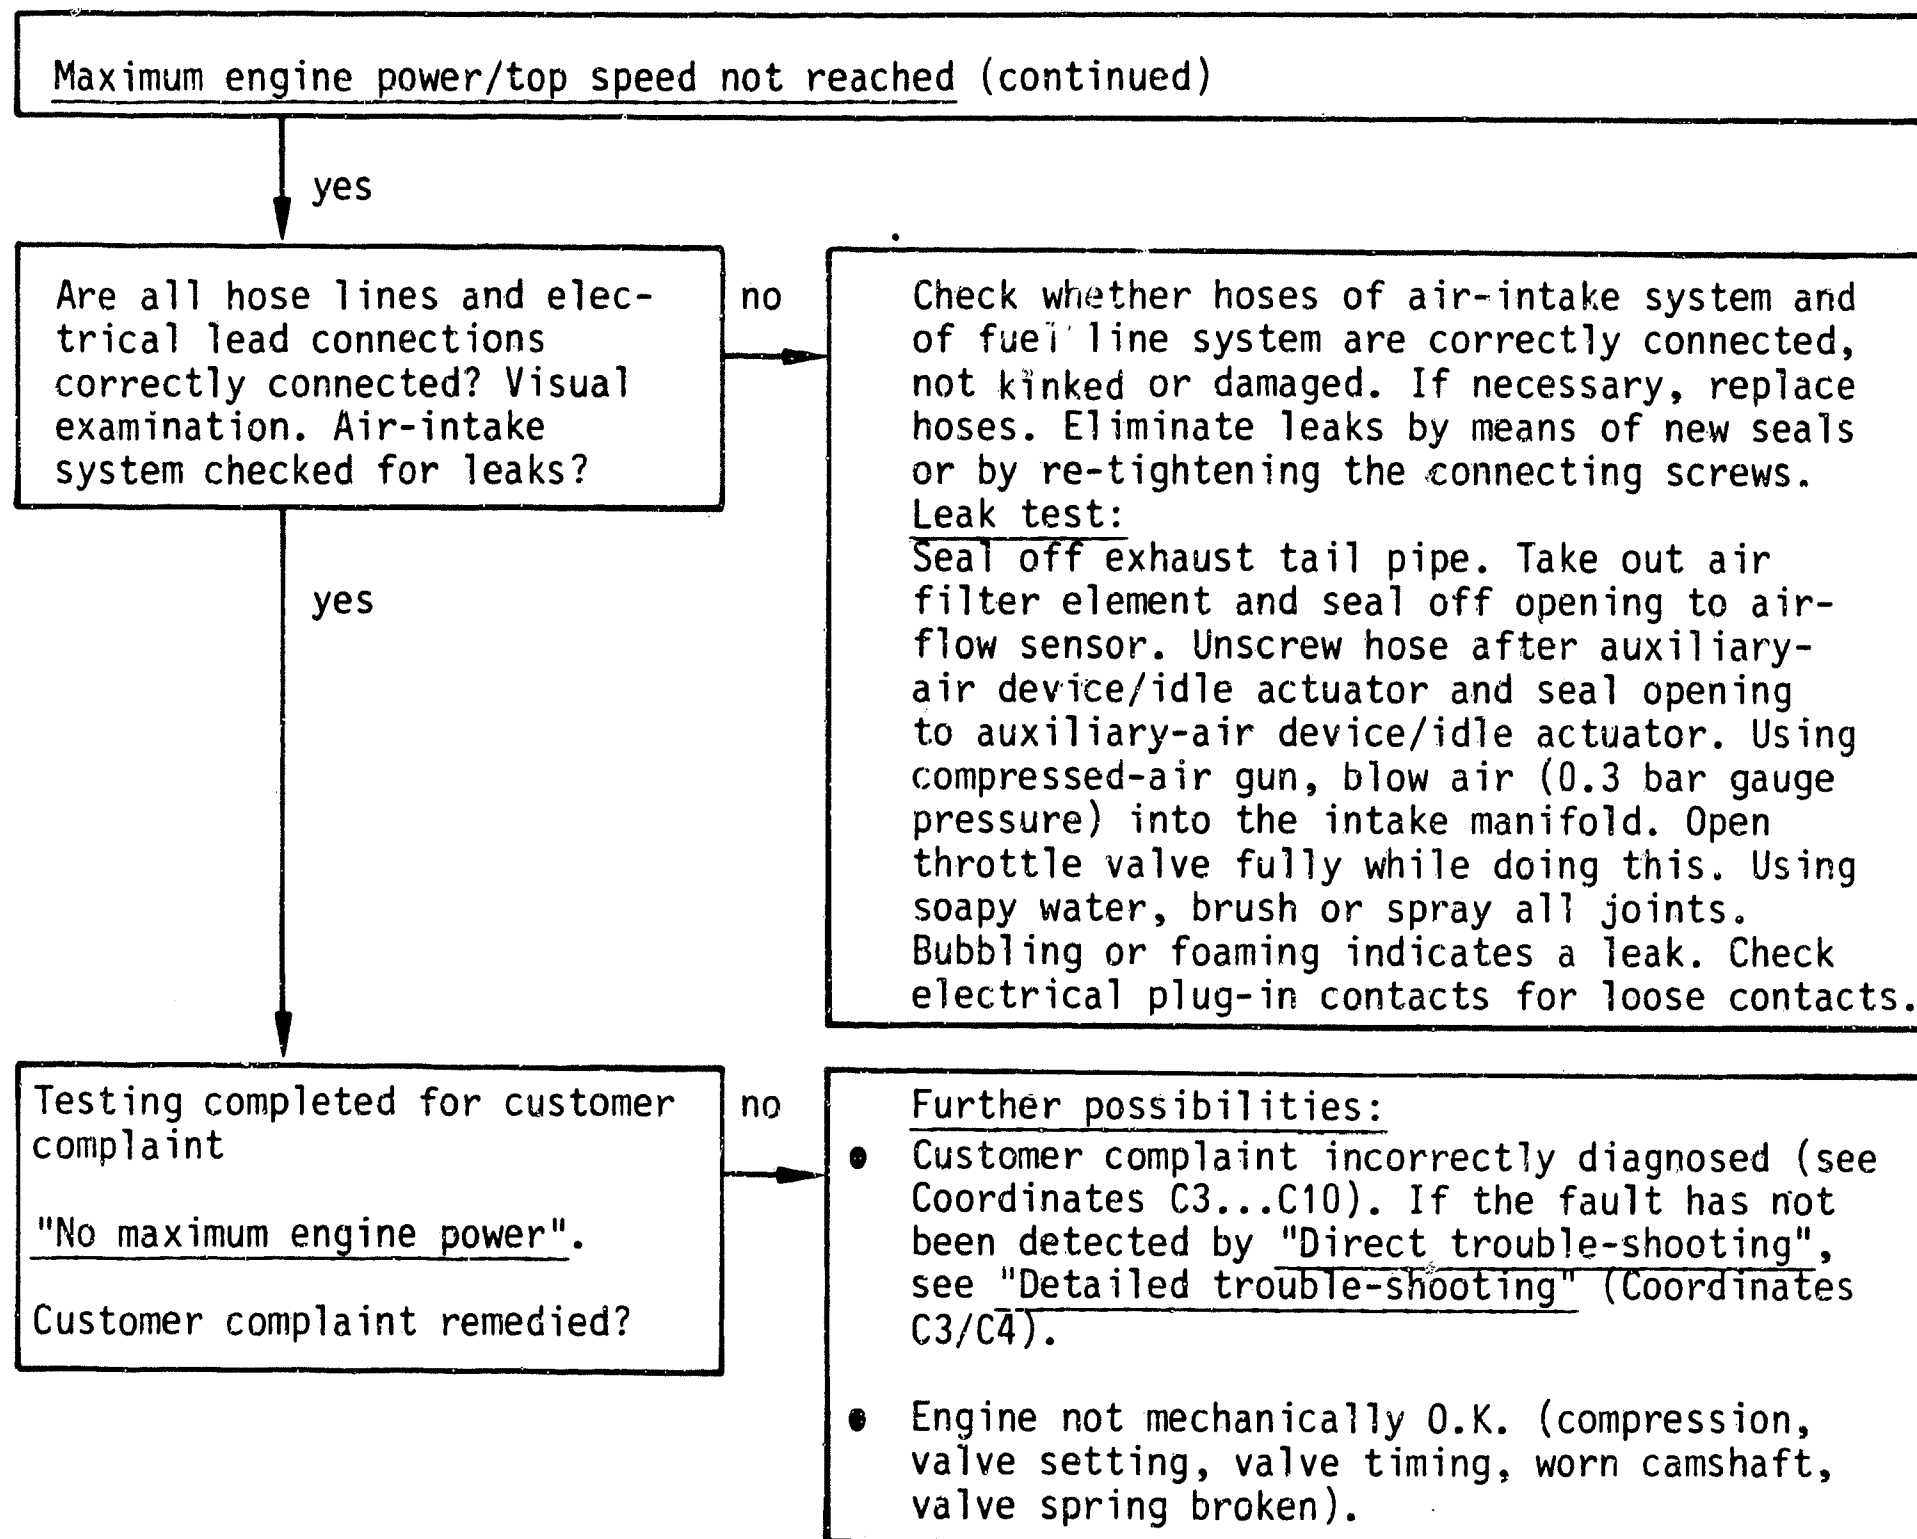 Maximum engine power/top speed not reached (continued)
yes
Are all hose lines and elec-
trical lead connections
correctly connected? Visual
examination. Air-intake
system checked for leaks?
no
Check whether hoses of air-intake system and
of fuel line system are correctly connected,
not kinked or damaged. If necessary, replace
hoses. Eliminate leaks by means of new seals
or by re-tightening the connecting screws.
Leak test:
Seal off exhaust tail pipe. Take out air
filter element and seal off opening to air-
flow sensor. Unscrew hose after auxiliary-
air device/idle actuator and seal opening
to auxiliary-air device/idle actuator. Using
compressed-air gun, blow air (0.3 bar gauge
pressure) into the intake manifold. Open
throttle valve fully while doing this. Using
soapy water, brush or spray all joints.
Bubbling or foaming indicates a leak. Check
electrical plug-in contacts for loose contacts.
yes
Testing completed for customer
complaint
"No maximum engine power".
Customer complaint remedied?
no
Further possibilities:
● Customer complaint incorrectly diagnosed (see
Coordinates C3...C10). If the fault has not
been detected by "Direct trouble-shooting",
see "Detailed trouble-shooting" (Coordinates
C3/C4).
● Engine not mechanically O.K. (compression,
valve setting, valve timing, worn camshaft,
valve spring broken).